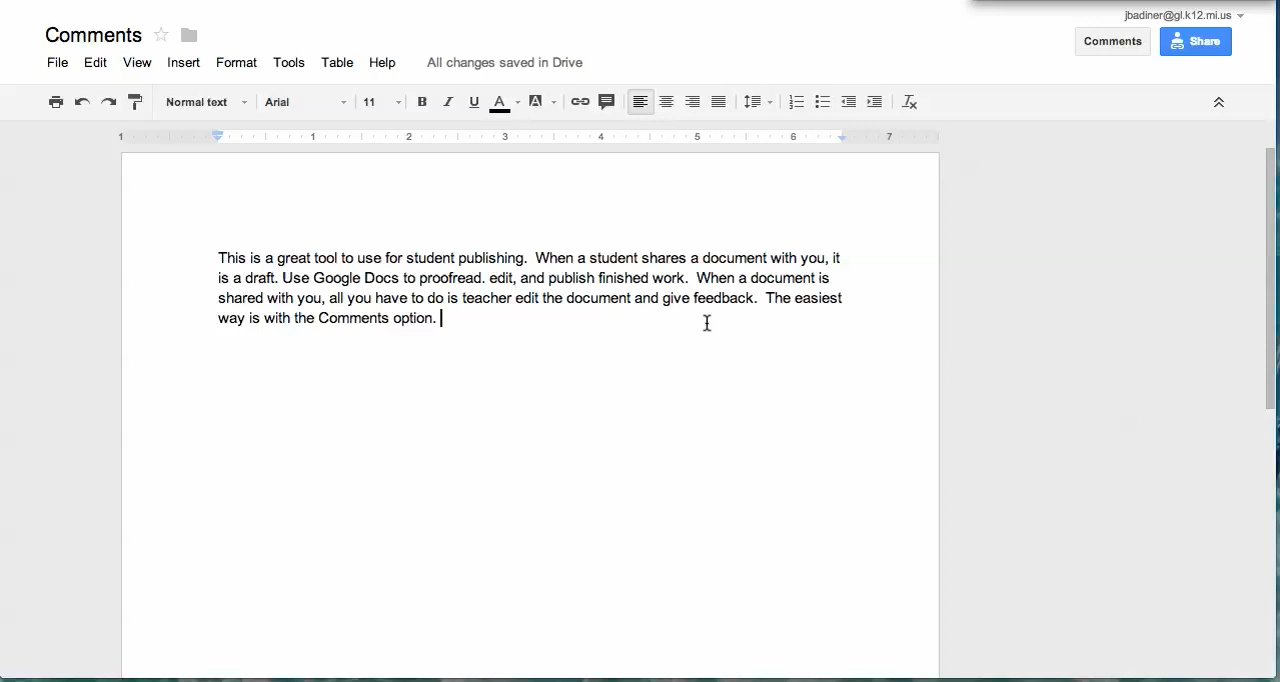 jbadiner@gl.k12.mi.us
Comments
Comments Share
File Edit View Insert Format Tools Table Help All changes saved in Drive
Normal text Arial 11 B I U A A
1 1 2 3 4 5 6 7
This is a great tool to use for student publishing.  When a student shares a document with you, it
is a draft. Use Google Docs to proofread. edit, and publish finished work.  When a document is
shared with you, all you have to do is teacher edit the document and give feedback.  The easiest
way is with the Comments option.